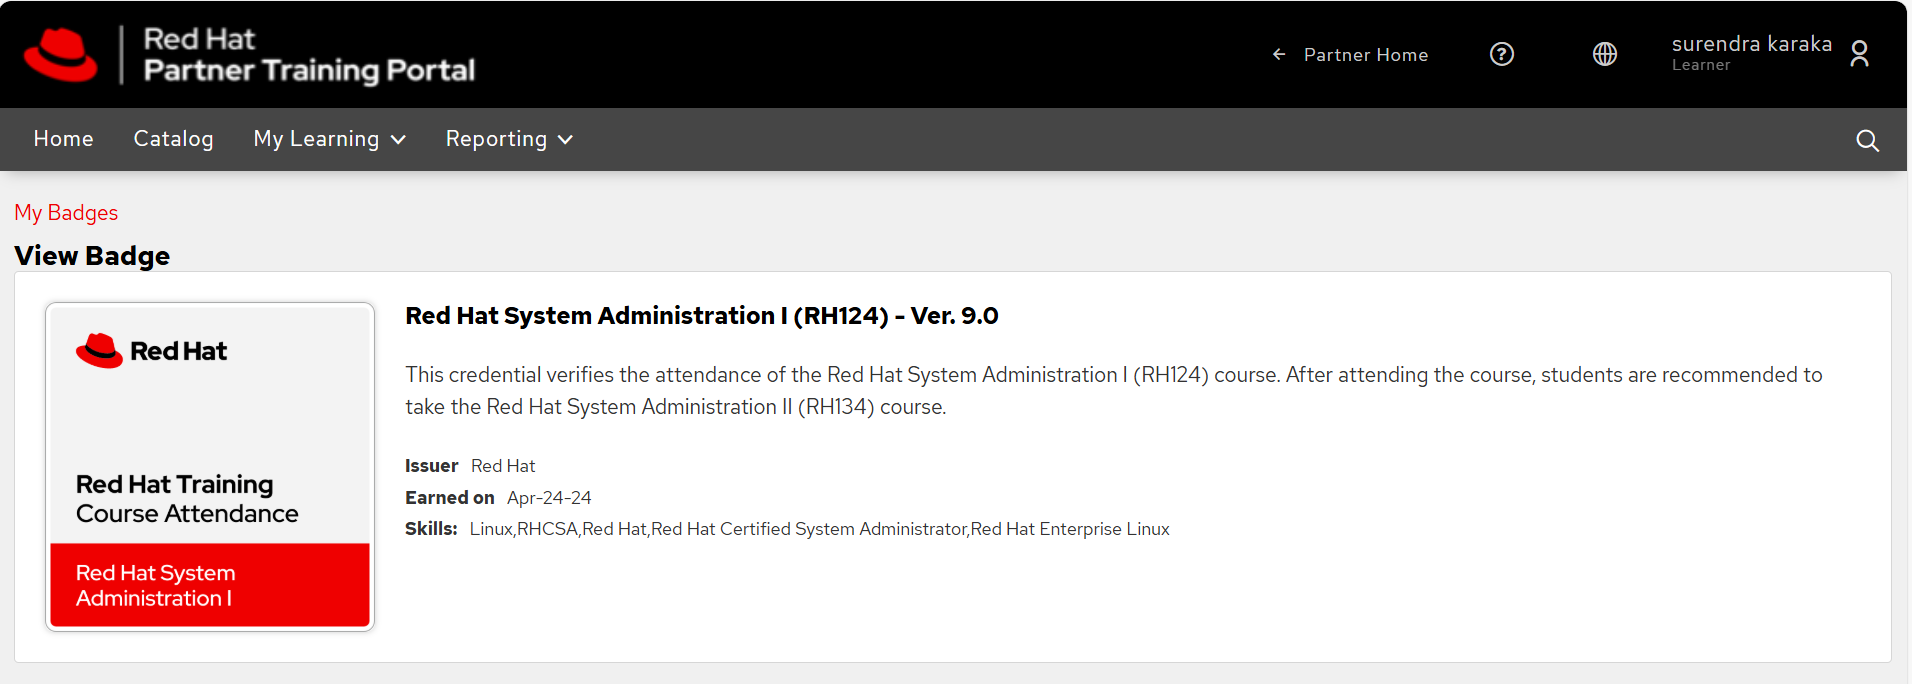 Red Hat
Partner Training Portal
← Partner Home
?
surendra karaka
Learner
Home
Catalog
My Learning
Reporting
My Badges
View Badge
Red Hat
Red Hat Training
Course Attendance
Red Hat System
Administration I
Red Hat System Administration I (RH124) - Ver. 9.0
This credential verifies the attendance of the Red Hat System Administration I (RH124) course. After attending the course, students are recommended to
take the Red Hat System Administration II (RH134) course.
Issuer Red Hat
Earned on Apr-24-24
Skills: Linux,RHCSA,Red Hat,Red Hat Certified System Administrator,Red Hat Enterprise Linux